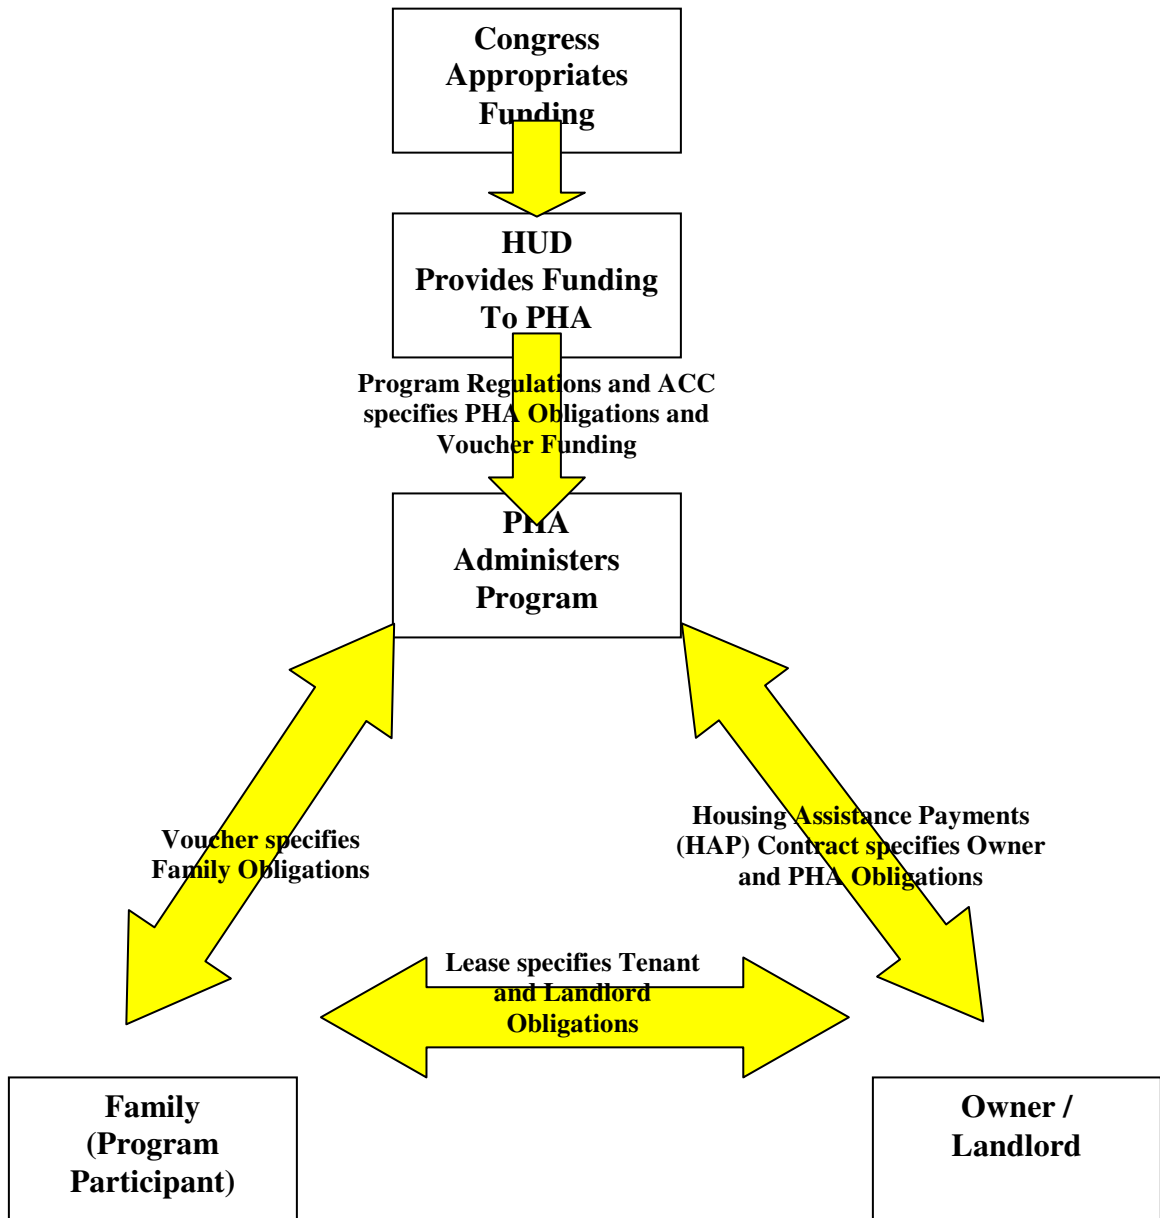 Congress
Appropriates
Funding
HUD
Provides Funding
To PHA
Program Regulations and ACC
specifies PHA Obligations and
Voucher Funding
PHA
Administers
Program
Voucher specifies
Family Obligations
Housing Assistance Payments
(HAP) Contract specifies Owner
and PHA Obligations
Lease specifies Tenant
and Landlord
Obligations
Family
(Program
Participant)
Owner /
Landlord